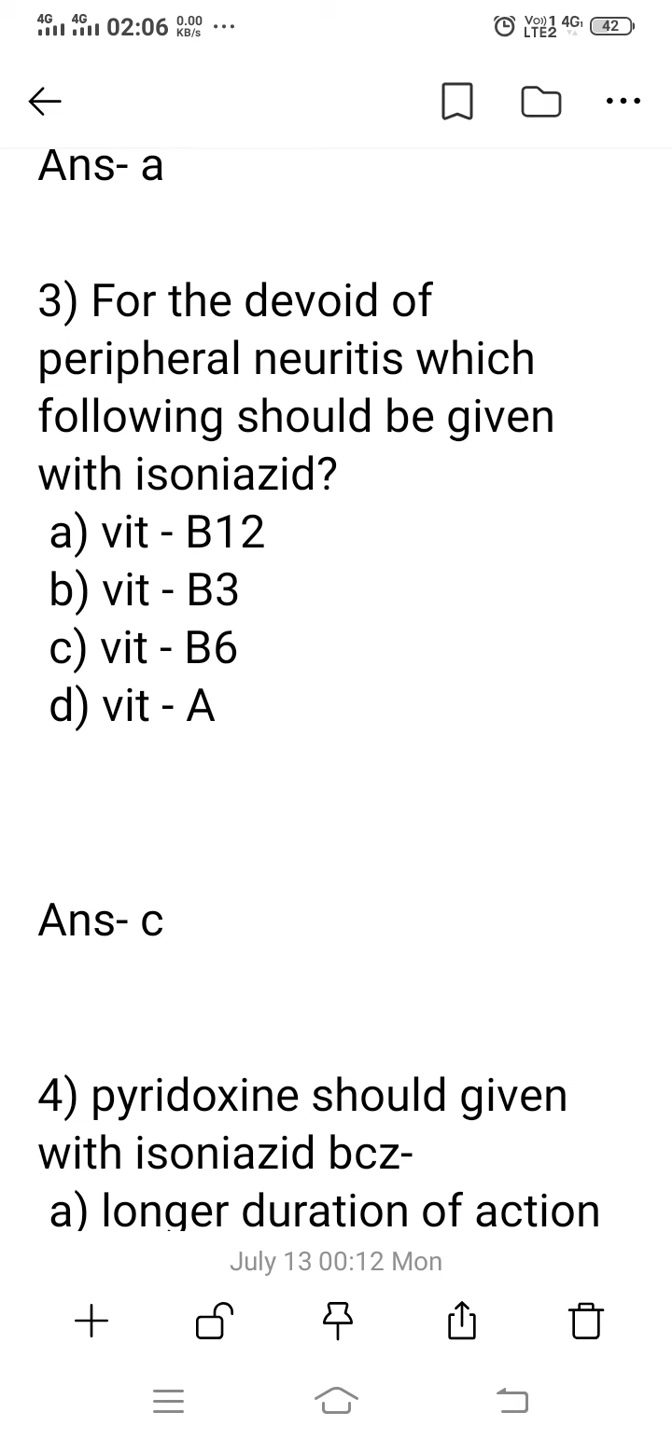 4G 4G 02:06 0.00 KB/s ... Vo))1 4G LTE2 42
Ans- a
3) For the devoid of
peripheral neuritis which
following should be given
with isoniazid?
a) vit - B12
b) vit - B3
c) vit - B6
d) vit - A
Ans- c
4) pyridoxine should given
with isoniazid bcz-
a) longer duration of action
July 13 00:12 Mon